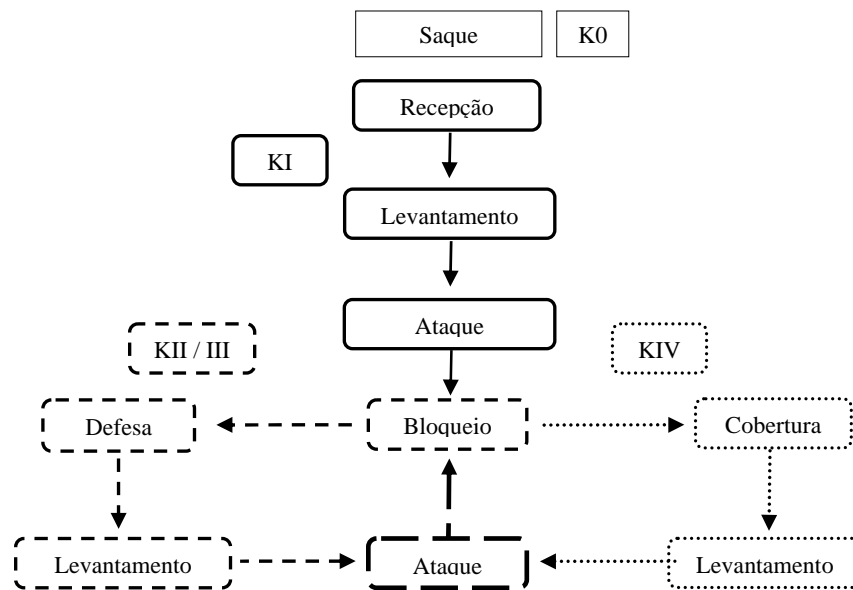 Saque
K0
Recepção
KI
Levantamento
Ataque
KII / III
KIV
Defesa
Bloqueio
Cobertura
Levantamento
Ataque
Levantamento